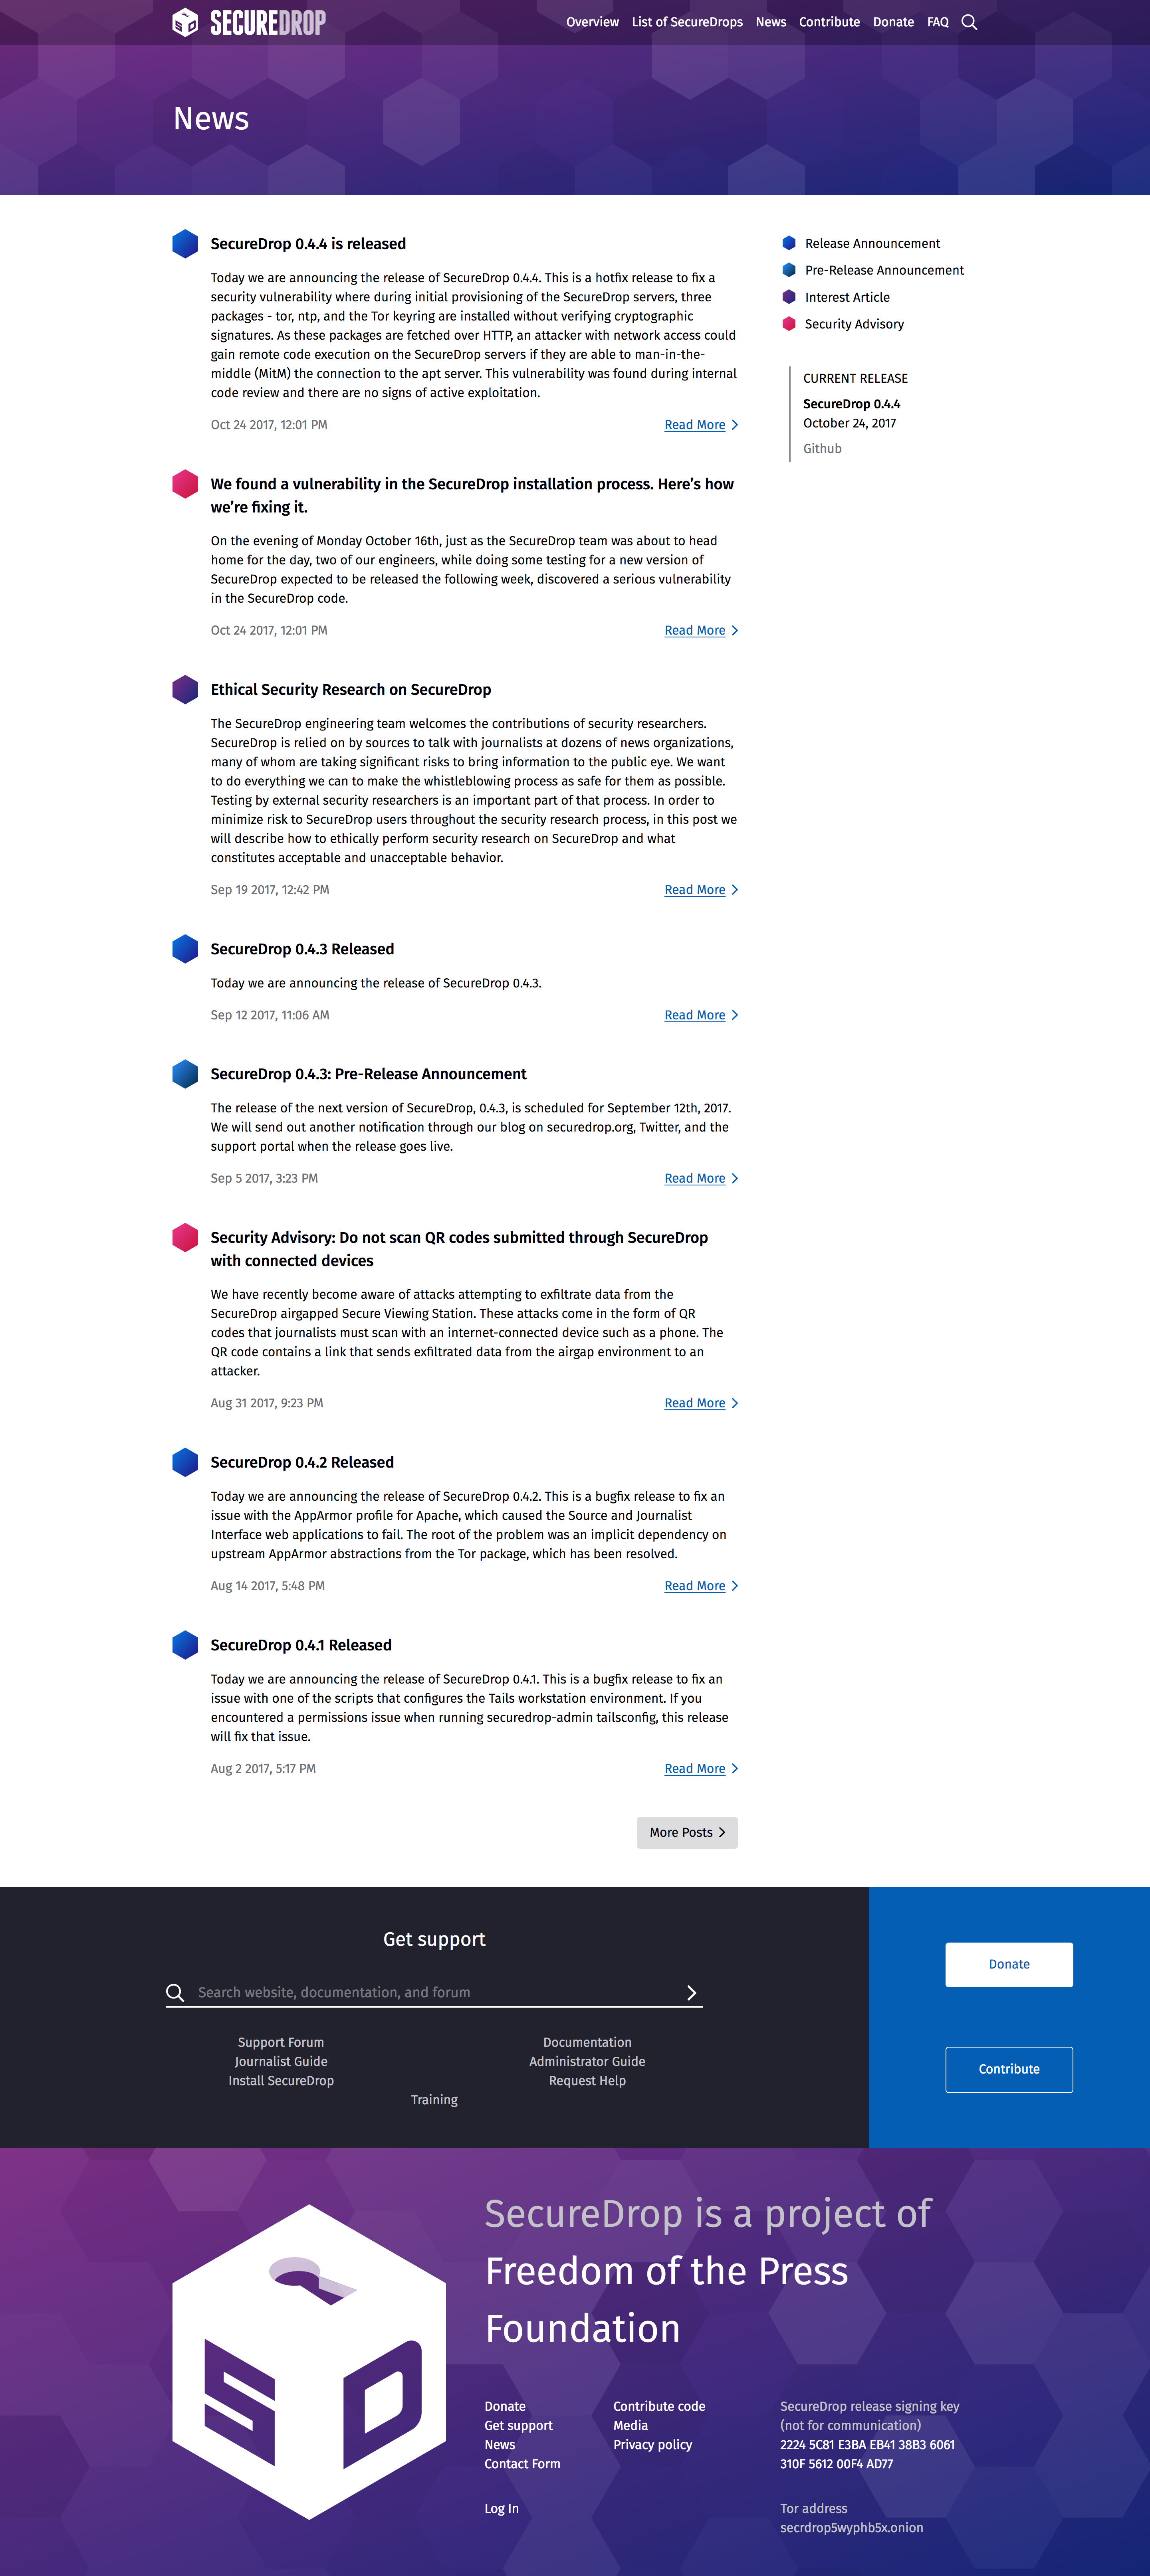 SECUREDROP
Overview List of SecureDrops News Contribute Donate FAQ
News
SecureDrop 0.4.4 is released
Today we are announcing the release of SecureDrop 0.4.4. This is a hotfix release to fix a
security vulnerability where during initial provisioning of the SecureDrop servers, three
packages - tor, ntp, and the Tor keyring are installed without verifying cryptographic
signatures. As these packages are fetched over HTTP, an attacker with network access could
gain remote code execution on the SecureDrop servers if they are able to man-in-the-
middle (MitM) the connection to the apt server. This vulnerability was found during internal
code review and there are no signs of active exploitation.
Oct 24 2017, 12:01 PM Read More
We found a vulnerability in the SecureDrop installation process. Here’s how
we’re fixing it.
On the evening of Monday October 16th, just as the SecureDrop team was about to head
home for the day, two of our engineers, while doing some testing for a new version of
SecureDrop expected to be released the following week, discovered a serious vulnerability
in the SecureDrop code.
Oct 24 2017, 12:01 PM Read More
Ethical Security Research on SecureDrop
The SecureDrop engineering team welcomes the contributions of security researchers.
SecureDrop is relied on by sources to talk with journalists at dozens of news organizations,
many of whom are taking significant risks to bring information to the public eye. We want
to do everything we can to make the whistleblowing process as safe for them as possible.
Testing by external security researchers is an important part of that process. In order to
minimize risk to SecureDrop users throughout the security research process, in this post we
will describe how to ethically perform security research on SecureDrop and what
constitutes acceptable and unacceptable behavior.
Sep 19 2017, 12:42 PM Read More
SecureDrop 0.4.3 Released
Today we are announcing the release of SecureDrop 0.4.3.
Sep 12 2017, 11:06 AM Read More
SecureDrop 0.4.3: Pre-Release Announcement
The release of the next version of SecureDrop, 0.4.3, is scheduled for September 12th, 2017.
We will send out another notification through our blog on securedrop.org, Twitter, and the
support portal when the release goes live.
Sep 5 2017, 3:23 PM Read More
Security Advisory: Do not scan QR codes submitted through SecureDrop
with connected devices
We have recently become aware of attacks attempting to exfiltrate data from the
SecureDrop airgapped Secure Viewing Station. These attacks come in the form of QR
codes that journalists must scan with an internet-connected device such as a phone. The
QR code contains a link that sends exfiltrated data from the airgap environment to an
attacker.
Aug 31 2017, 9:23 PM Read More
SecureDrop 0.4.2 Released
Today we are announcing the release of SecureDrop 0.4.2. This is a bugfix release to fix an
issue with the AppArmor profile for Apache, which caused the Source and Journalist
Interface web applications to fail. The root of the problem was an implicit dependency on
upstream AppArmor abstractions from the Tor package, which has been resolved.
Aug 14 2017, 5:48 PM Read More
SecureDrop 0.4.1 Released
Today we are announcing the release of SecureDrop 0.4.1. This is a bugfix release to fix an
issue with one of the scripts that configures the Tails workstation environment. If you
encountered a permissions issue when running securedrop-admin tailsconfig, this release
will fix that issue.
Aug 2 2017, 5:17 PM Read More
More Posts
Release Announcement
Pre-Release Announcement
Interest Article
Security Advisory
CURRENT RELEASE
SecureDrop 0.4.4
October 24, 2017
Github
Get support
Search website, documentation, and forum
Support Forum Documentation
Journalist Guide Administrator Guide
Install SecureDrop Request Help
Training
Donate
Contribute
SD
SecureDrop is a project of
Freedom of the Press
Foundation
Donate
Get support
News
Contact Form
Log In
Contribute code
Media
Privacy policy
SecureDrop release signing key
(not for communication)
2224 5C81 E3BA EB41 38B3 6061
310F 5612 00F4 AD77
Tor address
secrdrop5wyphb5x.onion